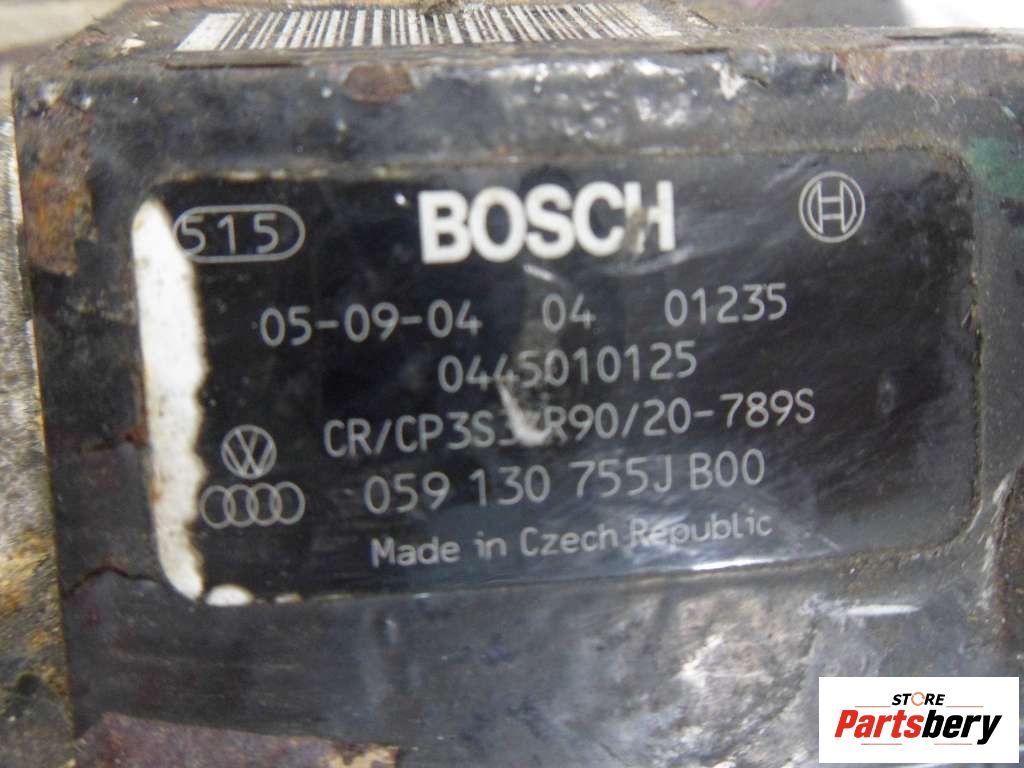 515
BOSCH
05-09-04 04 01235
0445010125
CR/CP3S3/R90/20-789S
059 130 755J B00
Made in Czech Republic
STORE
Partsbery